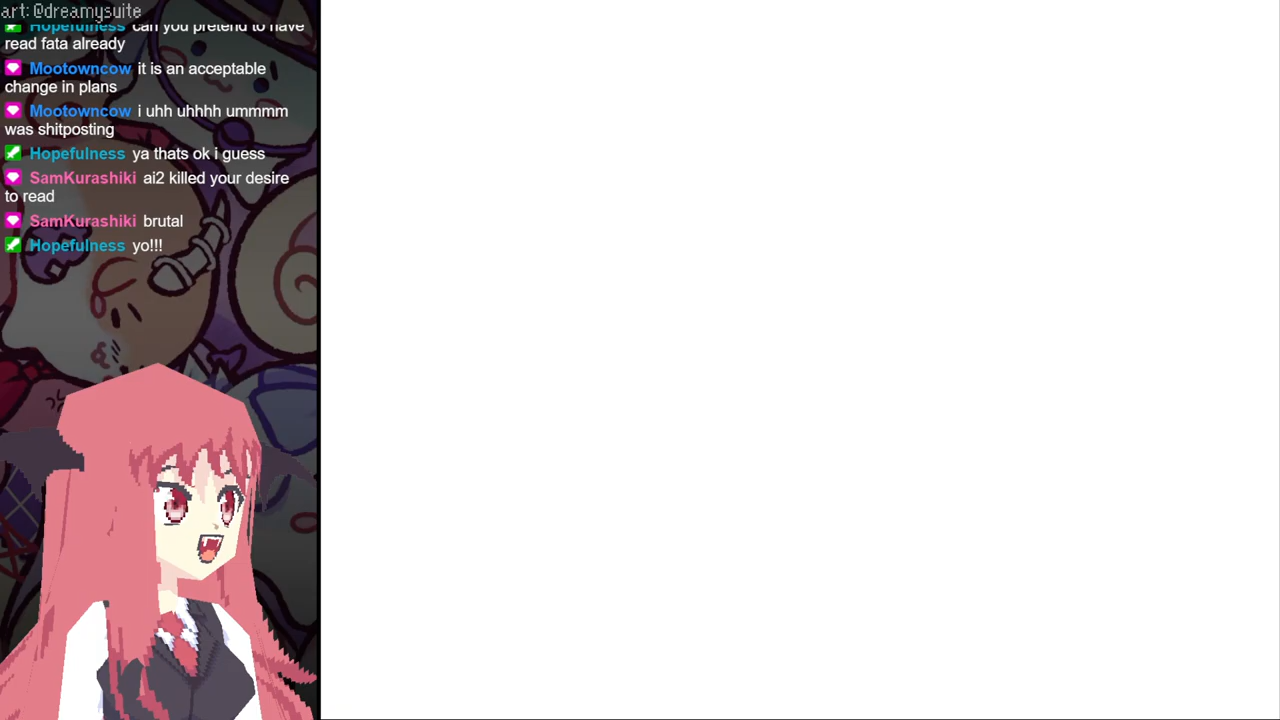 art: @dreamysuite
Hopefulness can you pretend to have
read fata already
Mootowncow it is an acceptable
change in plans
Mootowncow i uhh uhhhh ummmm
was shitposting
Hopefulness ya thats ok i guess
SamKurashiki ai2 killed your desire
to read
SamKurashiki brutal
Hopefulness yo!!!